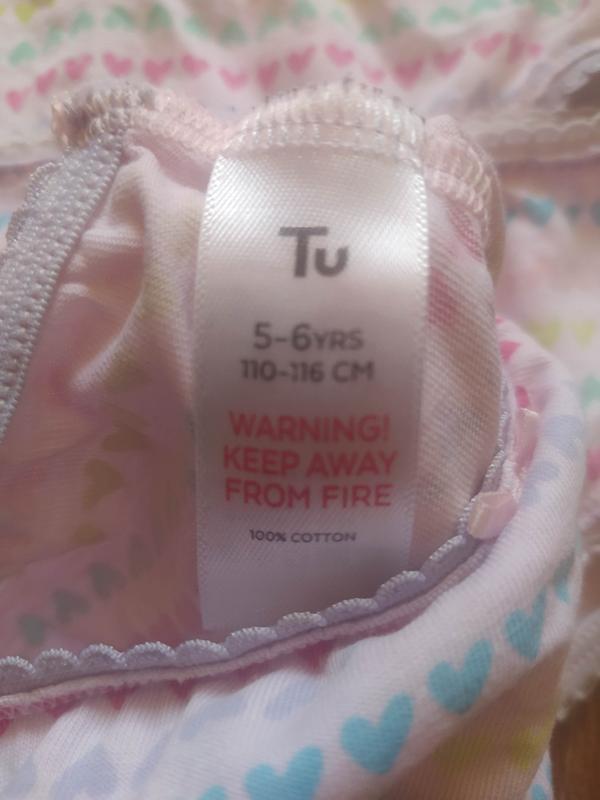 Tu
5-6YRS
110-116 CM
WARNING!
KEEP AWAY
FROM FIRE
100% COTTON